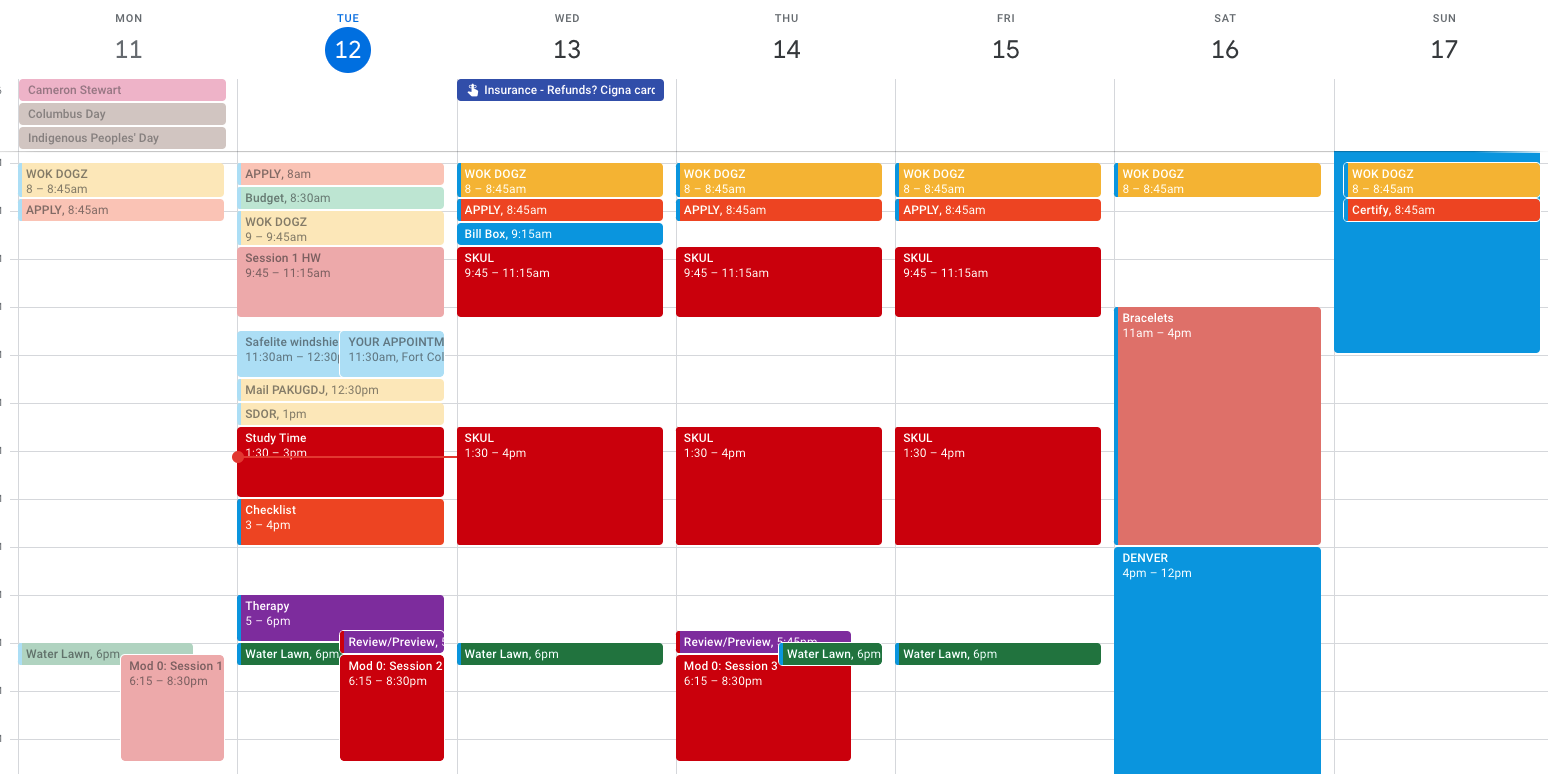 MON
TUE
WED
THU
FRI
SAT
SUN
11
12
13
14
15
16
17
Cameron Stewart
Columbus Day
Indigenous Peoples' Day
Insurance - Refunds? Cigna card
WOK DOGZ
8 – 8:45am
APPLY, 8:45am
Water Lawn, 6pm
Mod 0: Session 1
6:15 – 8:30pm
APPLY, 8am
Budget, 8:30am
WOK DOGZ
9 – 9:45am
Session 1 HW
9:45 – 11:15am
Safelite windshie
11:30am – 12:30p
YOUR APPOINTM
11:30am, Fort Col
Mail PAKUGDJ, 12:30pm
SDOR, 1pm
Study Time
1:30 – 3pm
Checklist
3 – 4pm
Therapy
5 – 6pm
Review/Preview, 5
Water Lawn, 6pm
Mod 0: Session 2
6:15 – 8:30pm
WOK DOGZ
8 – 8:45am
APPLY, 8:45am
Bill Box, 9:15am
SKUL
9:45 – 11:15am
SKUL
1:30 – 4pm
Water Lawn, 6pm
WOK DOGZ
8 – 8:45am
APPLY, 8:45am
SKUL
9:45 – 11:15am
SKUL
1:30 – 4pm
Review/Preview, 5:45pm
Water Lawn, 6pm
Mod 0: Session 3
6:15 – 8:30pm
WOK DOGZ
8 – 8:45am
APPLY, 8:45am
SKUL
9:45 – 11:15am
SKUL
1:30 – 4pm
Water Lawn, 6pm
WOK DOGZ
8 – 8:45am
Bracelets
11am – 4pm
DENVER
4pm – 12pm
WOK DOGZ
8 – 8:45am
Certify, 8:45am